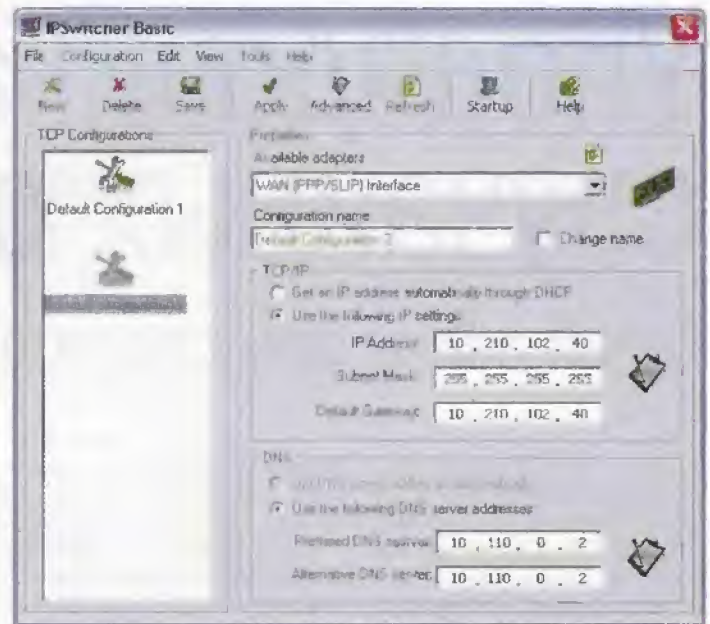 IPSwitcher Basic
File Configuration Edit View Tools Help
New Delete Save Apply Advanced Refresh Startup Help
TCP Configurations
Properties
Available adapters
WAN (PPP/SLIP) Interface
Default Configuration 1
Configuration name
Default Configuration 2
Change name
TCP/IP
Get an IP address automatically through DHCP
Use the following IP settings
IP Address: 10 . 210 . 102 . 40
Subnet Mask: 255 . 255 . 255 . 255
Default Gateway: 10 . 210 . 102 . 40
DNS
Use the following DNS server addresses:
Preferred DNS server: 10 . 110 . 0 . 2
Alternative DNS server: 10 . 110 . 0 . 2